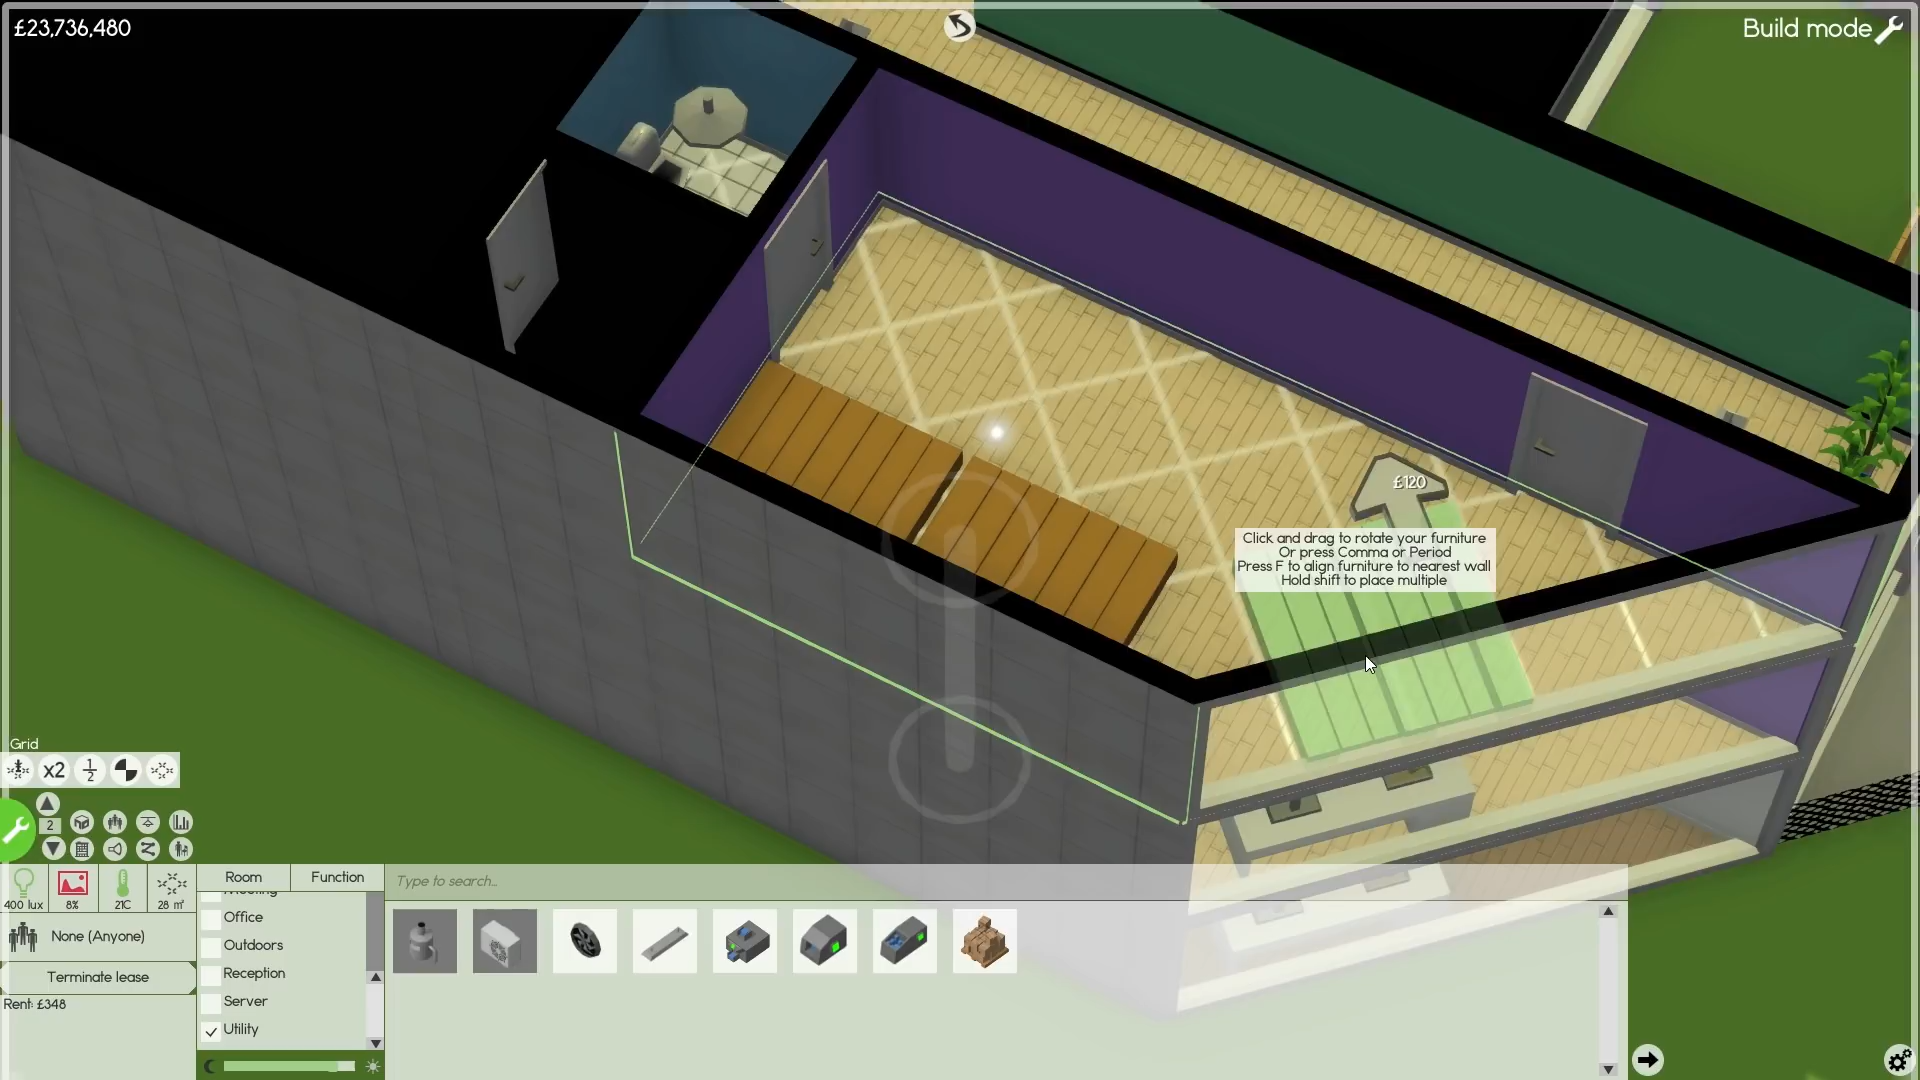 £23,736,480
Build mode
£120
Click and drag to rotate your furniture
Or press Comma or Period
Press F to align furniture to nearest wall
Hold shift to place multiple
Grid
x2
1/2
2
400 lux
8%
21C
28 m²
None (Anyone)
Terminate lease
Rent: £348
Room
Function
Meeting
Office
Outdoors
Reception
Server
Utility
Type to search...